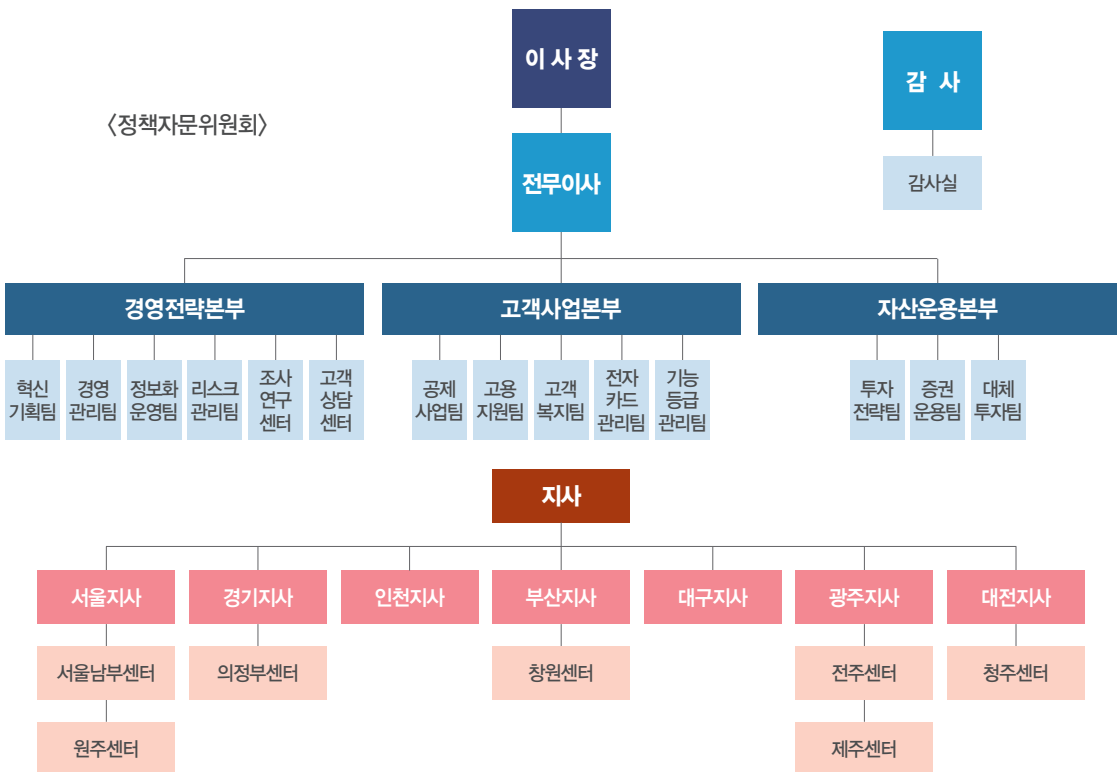 이 사 장
감 사
〈정책자문위원회〉
전무이사
감사실
경영전략본부
고객사업본부
자산운용본부
혁신
기획팀
경영
관리팀
정보화
운영팀
리스크
관리팀
조사
연구
센터
고객
상담
센터
공제
사업팀
고용
지원팀
고객
복지팀
전자
카드
관리팀
기능
등급
관리팀
투자
전략팀
증권
운용팀
대체
투자팀
지사
서울지사
경기지사
인천지사
부산지사
대구지사
광주지사
대전지사
서울남부센터
의정부센터
창원센터
전주센터
청주센터
원주센터
제주센터